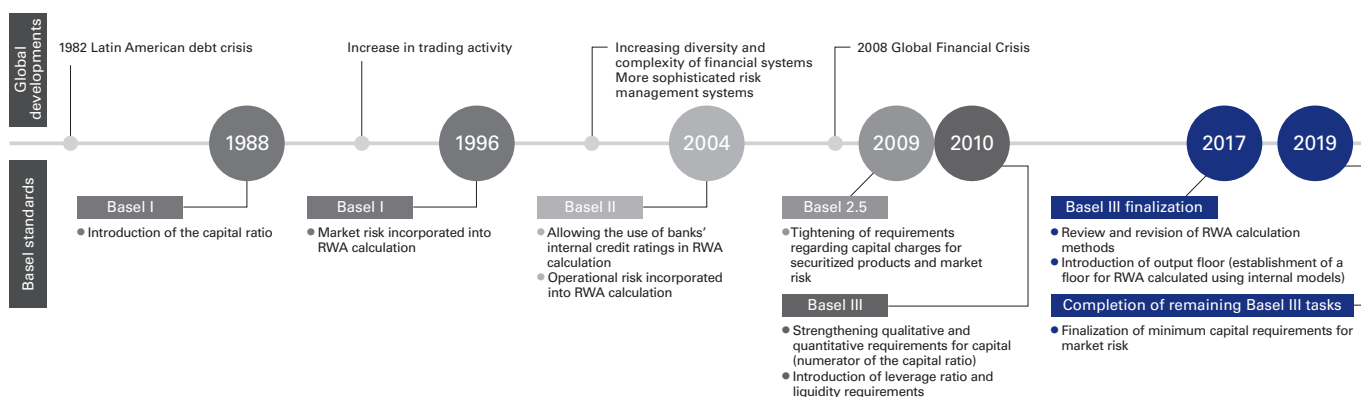 Global
developments
1982 Latin American debt crisis
Increase in trading activity
Increasing diversity and
complexity of financial systems
More sophisticated risk
management systems
2008 Global Financial Crisis
1988
1996
2004
2009
2010
2017
2019
Basel standards
Basel I
• Introduction of the capital ratio
Basel I
• Market risk incorporated into
RWA calculation
Basel II
• Allowing the use of banks’
internal credit ratings in RWA
calculation
• Operational risk incorporated
into RWA calculation
Basel 2.5
• Tightening of requirements
regarding capital charges for
securitized products and market
risk
Basel III
• Strengthening qualitative and
quantitative requirements for capital
(numerator of the capital ratio)
• Introduction of leverage ratio and
liquidity requirements
Basel III finalization
• Review and revision of RWA calculation
methods
• Introduction of output floor (establishment of a
floor for RWA calculated using internal models)
Completion of remaining Basel III tasks
• Finalization of minimum capital requirements for
market risk